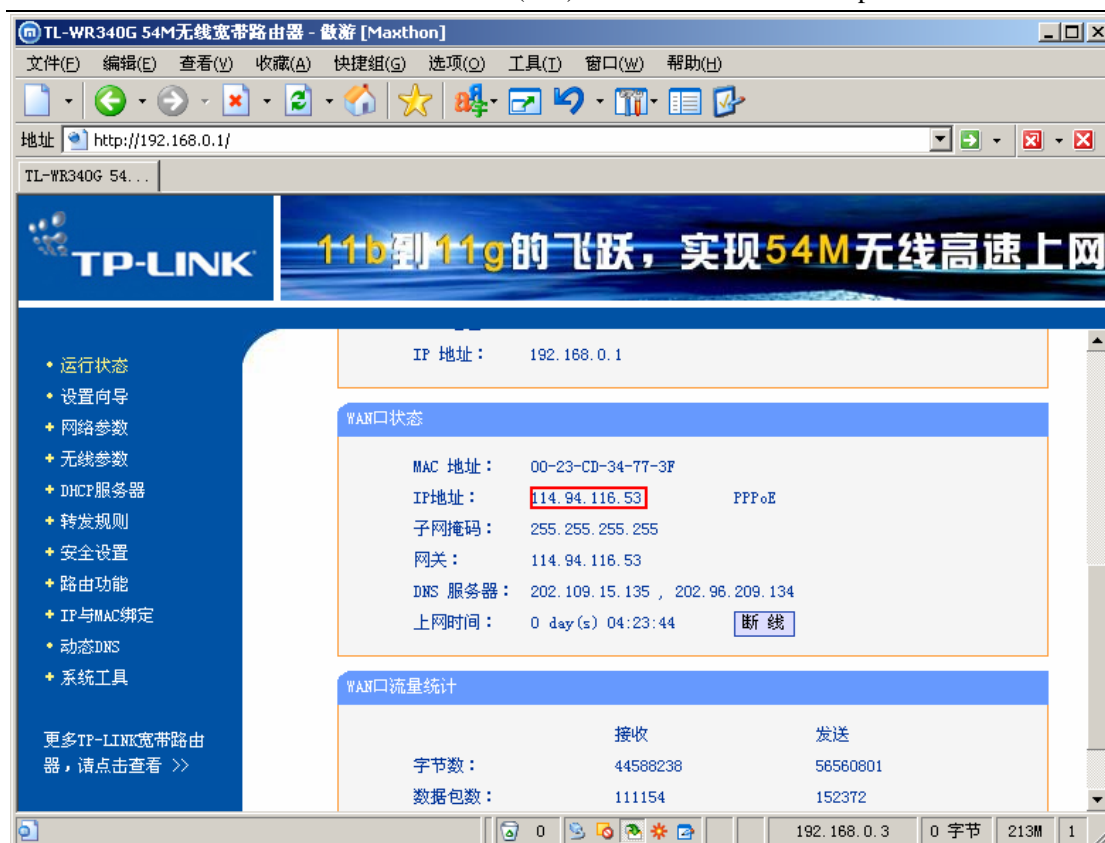 TL-WR340G 54M无线宽带路由器 - 傲游 [Maxthon]
文件(F) 编辑(E) 查看(V) 收藏(A) 快捷组(G) 选项(O) 工具(T) 窗口(W) 帮助(H)
地址 http://192.168.0.1/
TL-WR340G 54...
TP-LINK 11b到11g的飞跃，实现54M无线高速上网
IP 地址： 192.168.0.1
• 运行状态
• 设置向导
+ 网络参数
+ 无线参数
+ DHCP服务器
+ 转发规则
+ 安全设置
+ 路由功能
+ IP与MAC绑定
• 动态DNS
+ 系统工具
更多TP-LINK宽带路由
器，请点击查看 >>
WAN口状态
MAC 地址： 00-23-CD-34-77-3F
IP地址： 114.94.116.53 PPPoE
子网掩码： 255.255.255.255
网关： 114.94.116.53
DNS 服务器： 202.109.15.135 , 202.96.209.134
上网时间： 0 day(s) 04:23:44 断 线
WAN口流量统计
接收 发送
字节数： 44588238 56560801
数据包数： 111154 152372
0 192.168.0.3 0 字节 213M 1